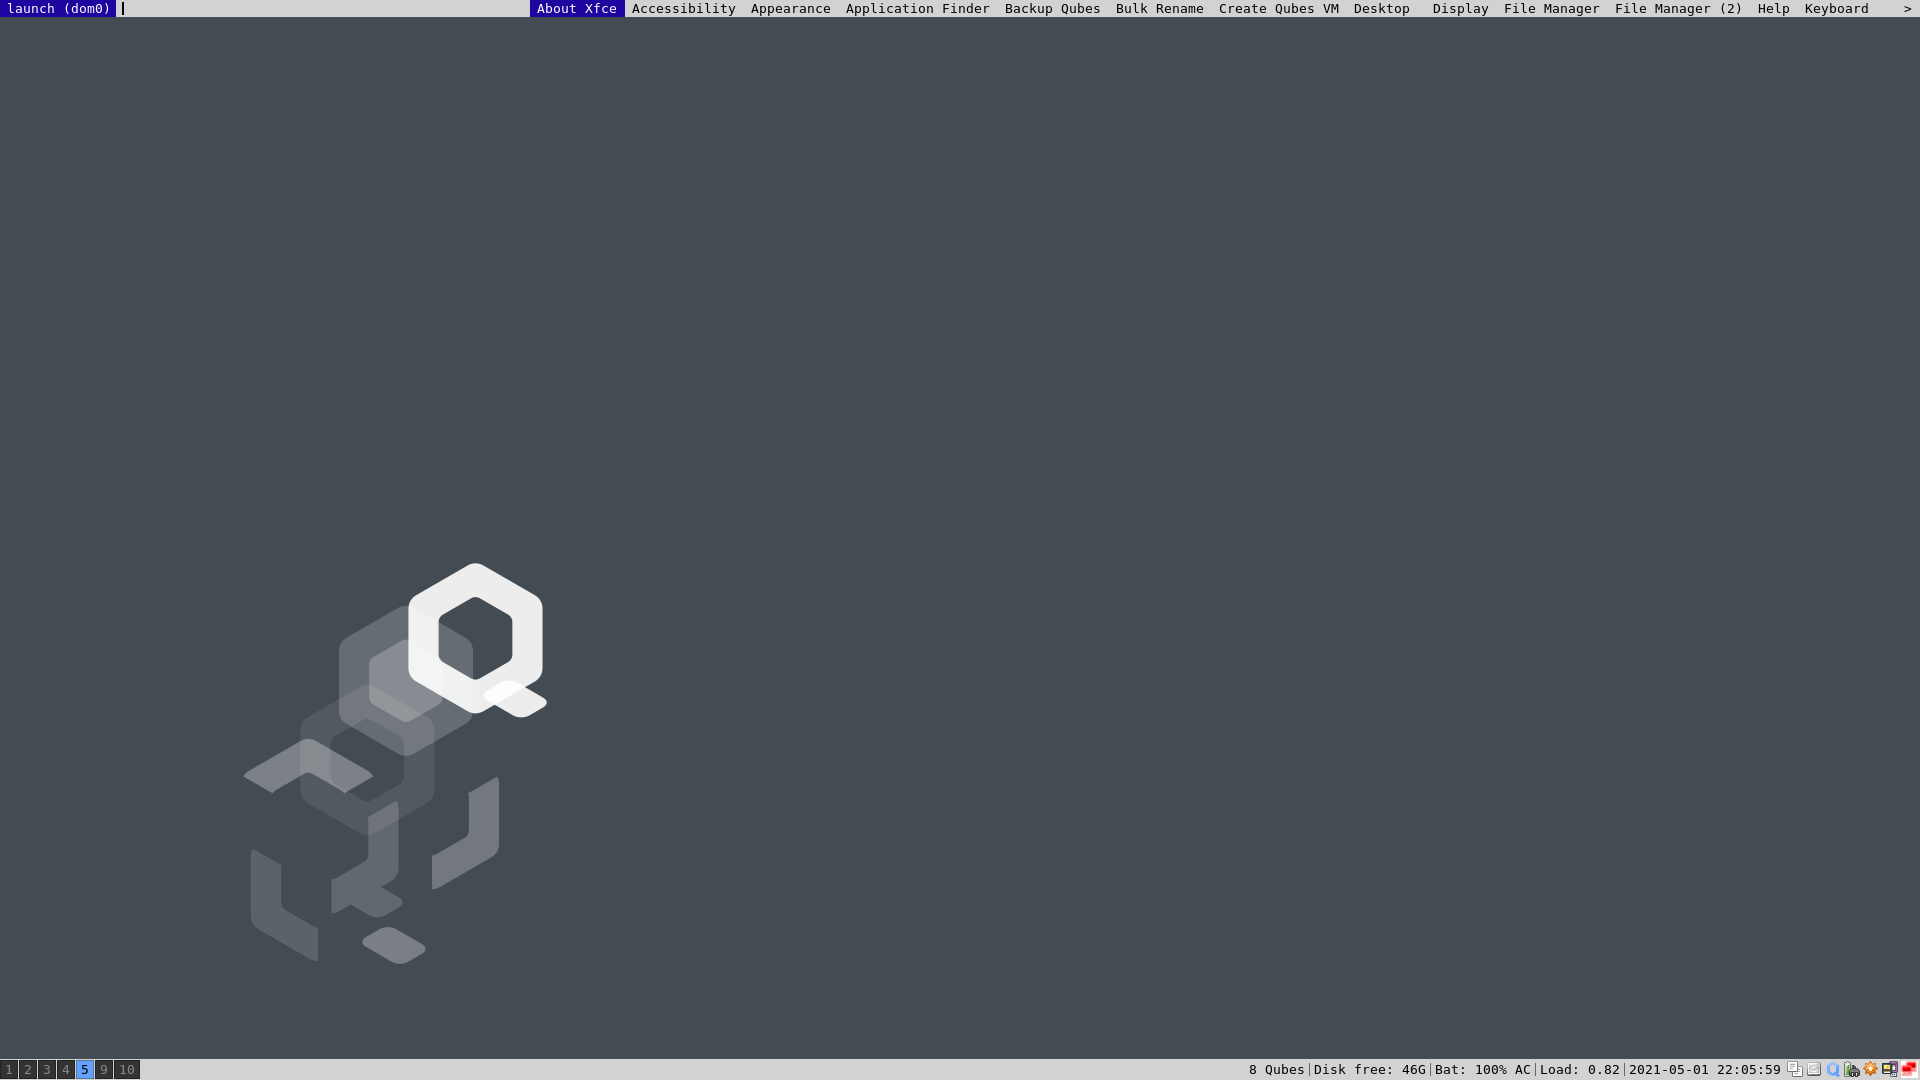 launch (dom0) About Xfce Accessibility Appearance Application Finder Backup Qubes Bulk Rename Create Qubes VM Desktop Display File Manager File Manager (2) Help Keyboard >
1 2 3 4 5 9 10 8 Qubes|Disk free: 46G|Bat: 100% AC|Load: 0.82|2021-05-01 22:05:59